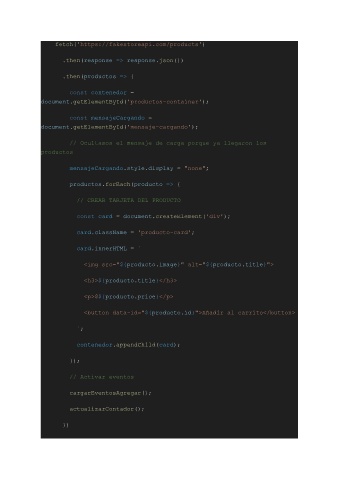 fetch('https://fakestoreapi.com/products')
.then(response => response.json())
.then(productos => {
const contenedor =
document.getElementById('productos-container');
const mensajeCargando =
document.getElementById('mensaje-cargando');
// Ocultamos el mensaje de carga porque ya llegaron los
productos
mensajeCargando.style.display = "none";
productos.forEach(producto => {
// CREAR TARJETA DEL PRODUCTO
const card = document.createElement('div');
card.className = 'producto-card';
card.innerHTML = `
<img src="${producto.image}" alt="${producto.title}">
<h3>${producto.title}</h3>
<p>$${producto.price}</p>
<button data-id="${producto.id}">Añadir al carrito</button>
`;
contenedor.appendChild(card);
});
// Activar eventos
cargarEventosAgregar();
actualizarContador();
})